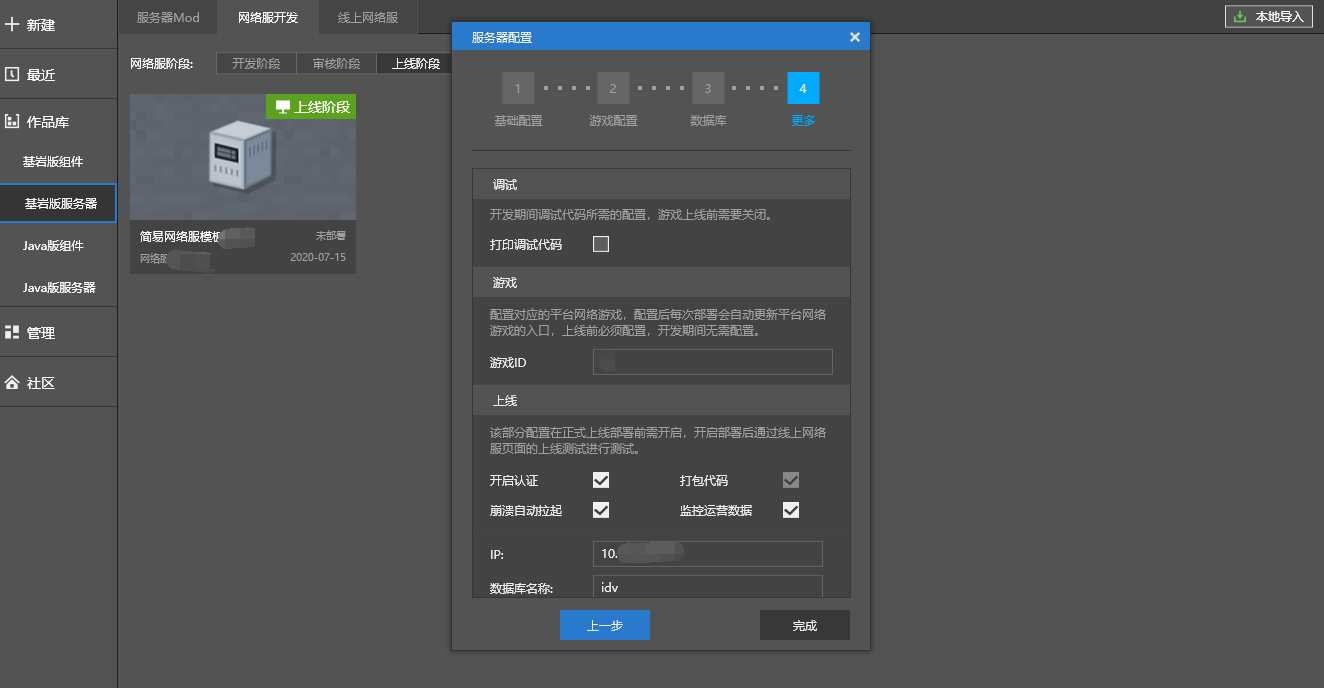 新建
最近
作品库
基岩版组件
基岩版服务器
Java版组件
Java版服务器
管理
社区
服务器Mod
网络服开发
线上网络服
本地导入
网络服阶段:
开发阶段
审核阶段
上线阶段
上线阶段
简易网络服模板
未部署
网络服
2020-07-15
服务器配置
1
2
3
4
基础配置
游戏配置
数据库
更多
调试
开发期间调试代码所需的配置，游戏上线前需要关闭。
打印调试代码
游戏
配置对应的平台网络游戏，配置后每次部署会自动更新平台网络
游戏的入口，上线前必须配置，开发期间无需配置。
游戏ID
上线
该部分配置在正式上线部署前需开启，开启部署后通过线上网络
服页面的上线测试进行测试。
开启认证
打包代码
崩溃自动拉起
监控运营数据
IP:
10.
数据库名称:
idv
上一步
完成